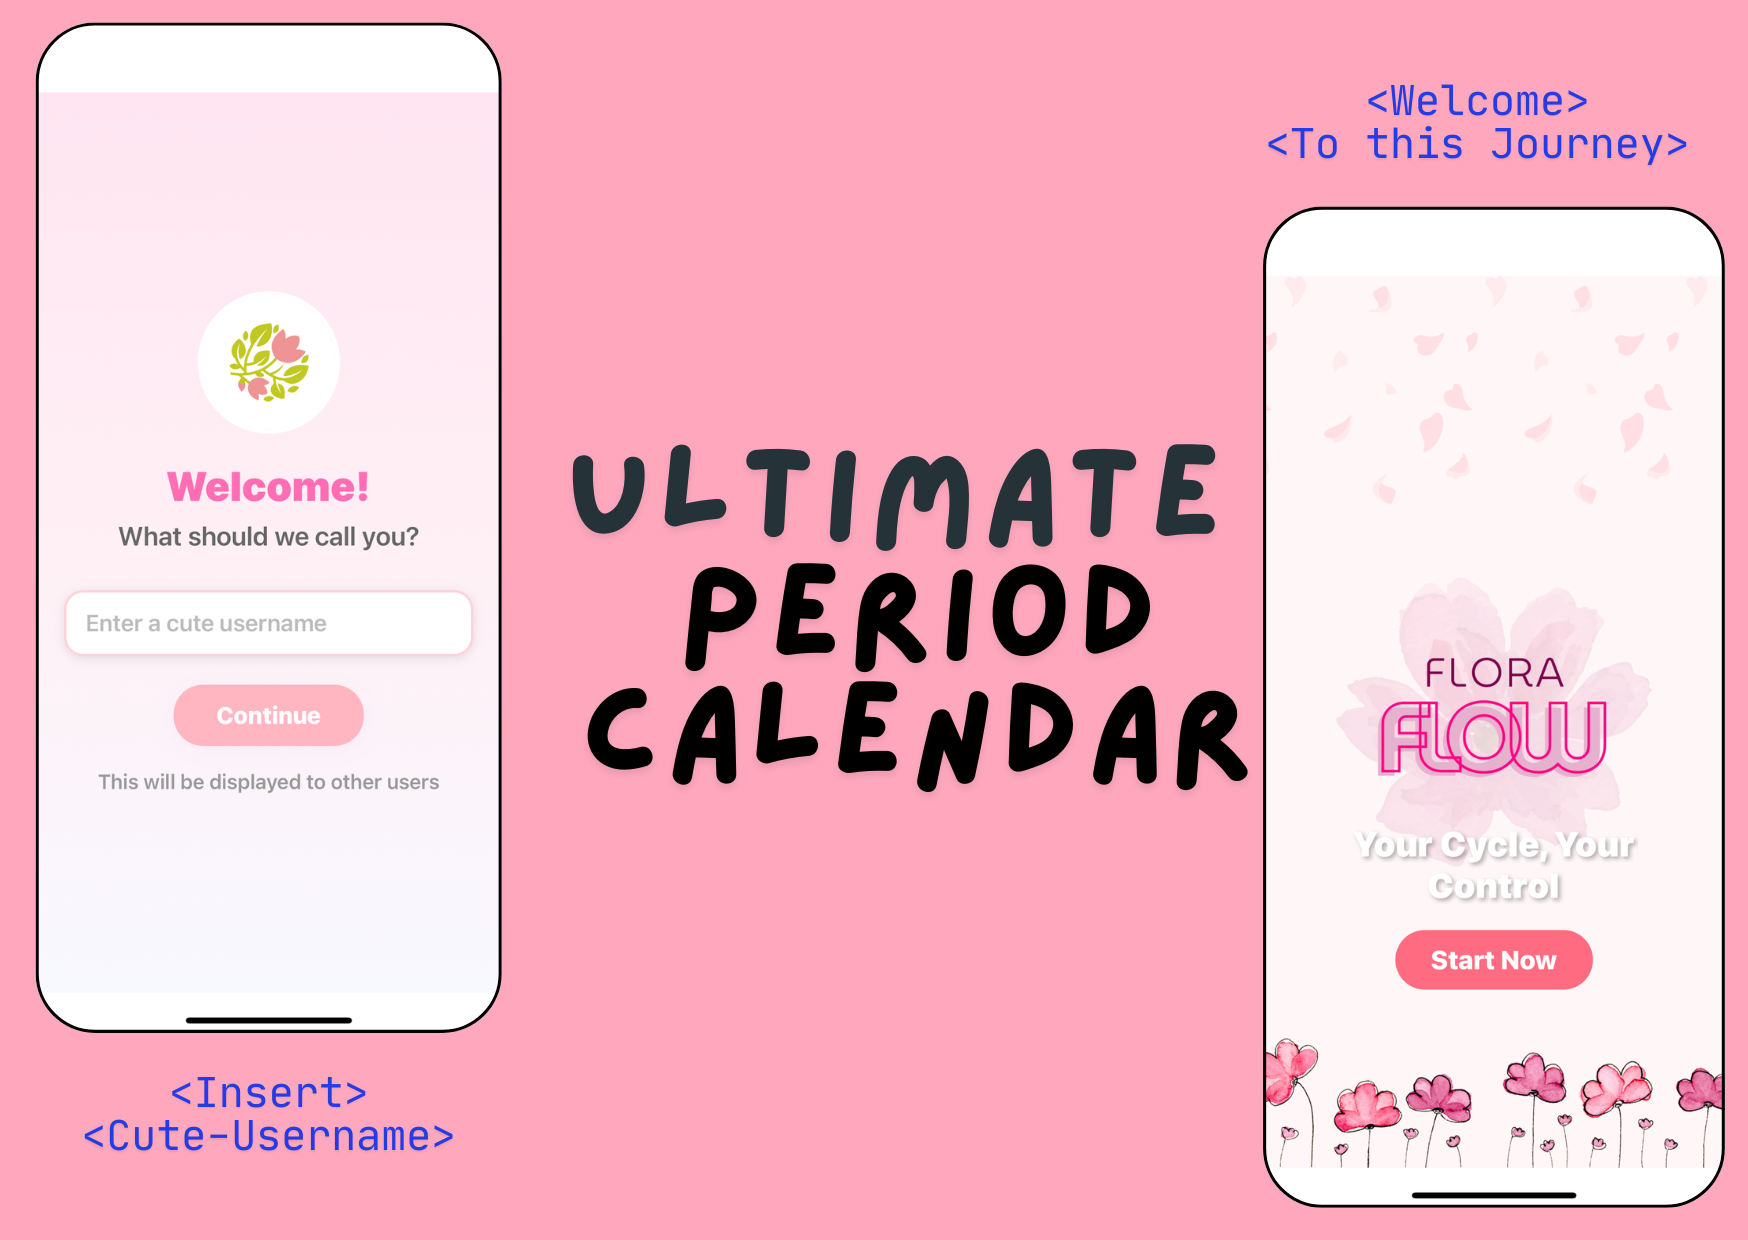 Welcome!
What should we call you?
Enter a cute username
Continue
This will be displayed to other users
<Insert>
<Cute-Username>
ULTIMATE
PERIOD
CALENDAR
<Welcome>
<To this Journey>
FLORA
FLOW
Your Cycle, Your
Control
Start Now